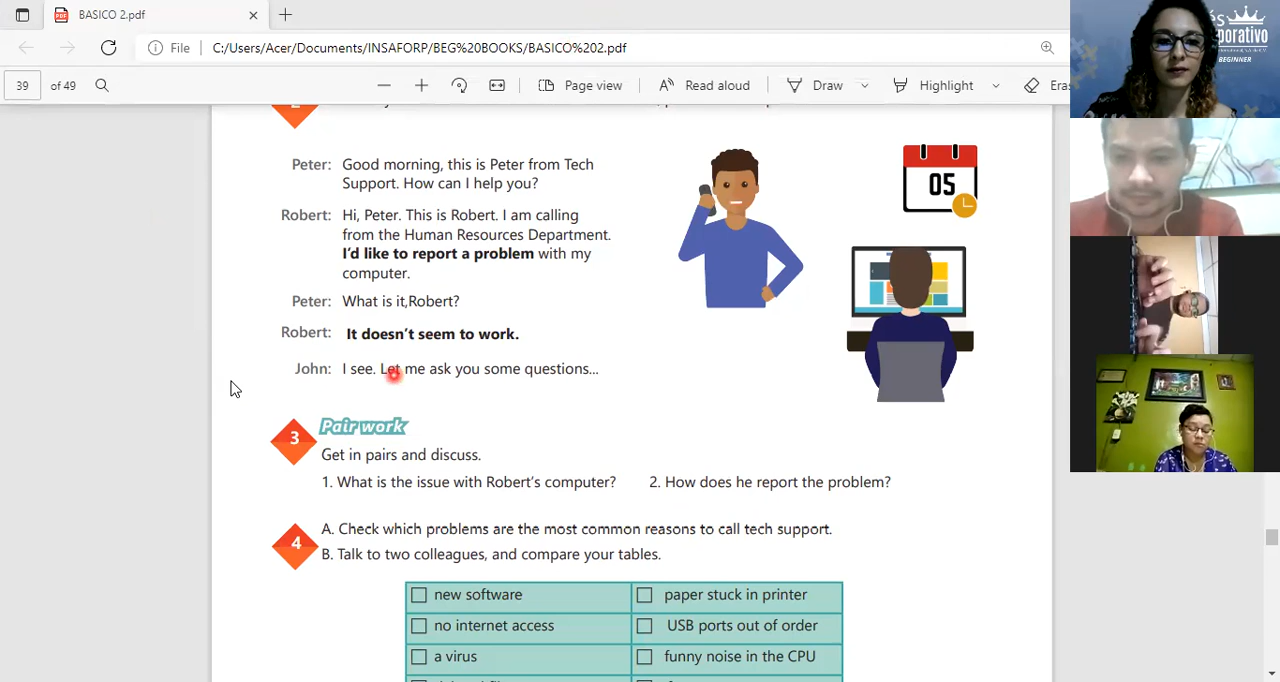 BASICO 2.pdf
File C:/Users/Acer/Documents/INSAFORP/BEG%20BOOKS/BASICO%202.pdf
39 of 49 Page view Read aloud Draw Highlight Eras
Peter: Good morning, this is Peter from Tech
Support. How can I help you?
Robert: Hi, Peter. This is Robert. I am calling
from the Human Resources Department.
I'd like to report a problem with my
computer.
Peter: What is it,Robert?
Robert: It doesn't seem to work.
John: I see. Let me ask you some questions...
05
3 Pair work
Get in pairs and discuss.
1. What is the issue with Robert's computer? 2. How does he report the problem?
4 A. Check which problems are the most common reasons to call tech support.
B. Talk to two colleagues, and compare your tables.
new software paper stuck in printer
no internet access USB ports out of order
a virus funny noise in the CPU
és
porativo
BEGINNER